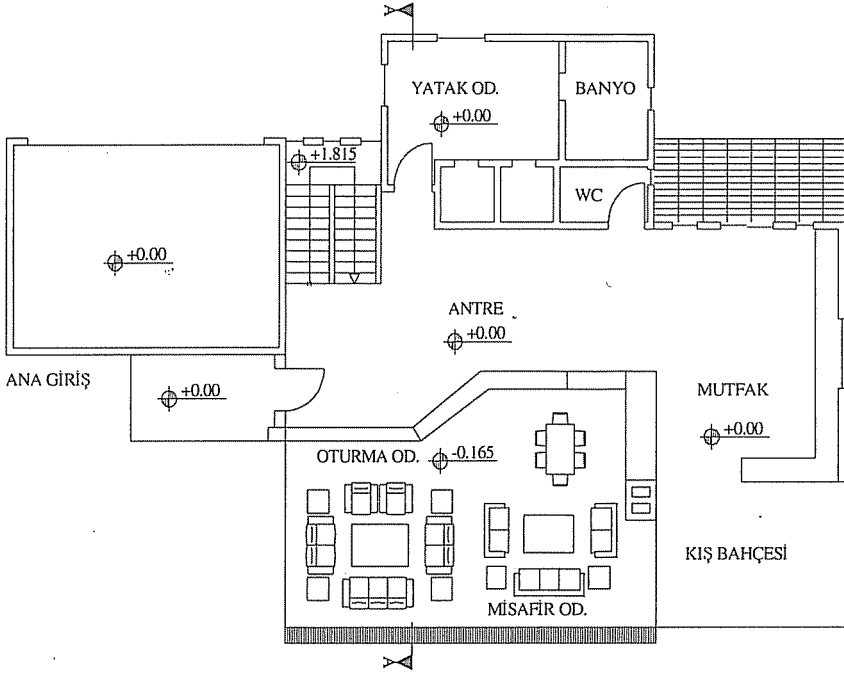 A
YATAK OD.
BANYO
+0.00
+1.815
WC
+0.00
ANTRE
+0.00
ANA GİRİŞ
+0.00
MUTFAK
+0.00
OTURMA OD.
-0.165
KIŞ BAHÇESİ
MİSAFİR OD.
A